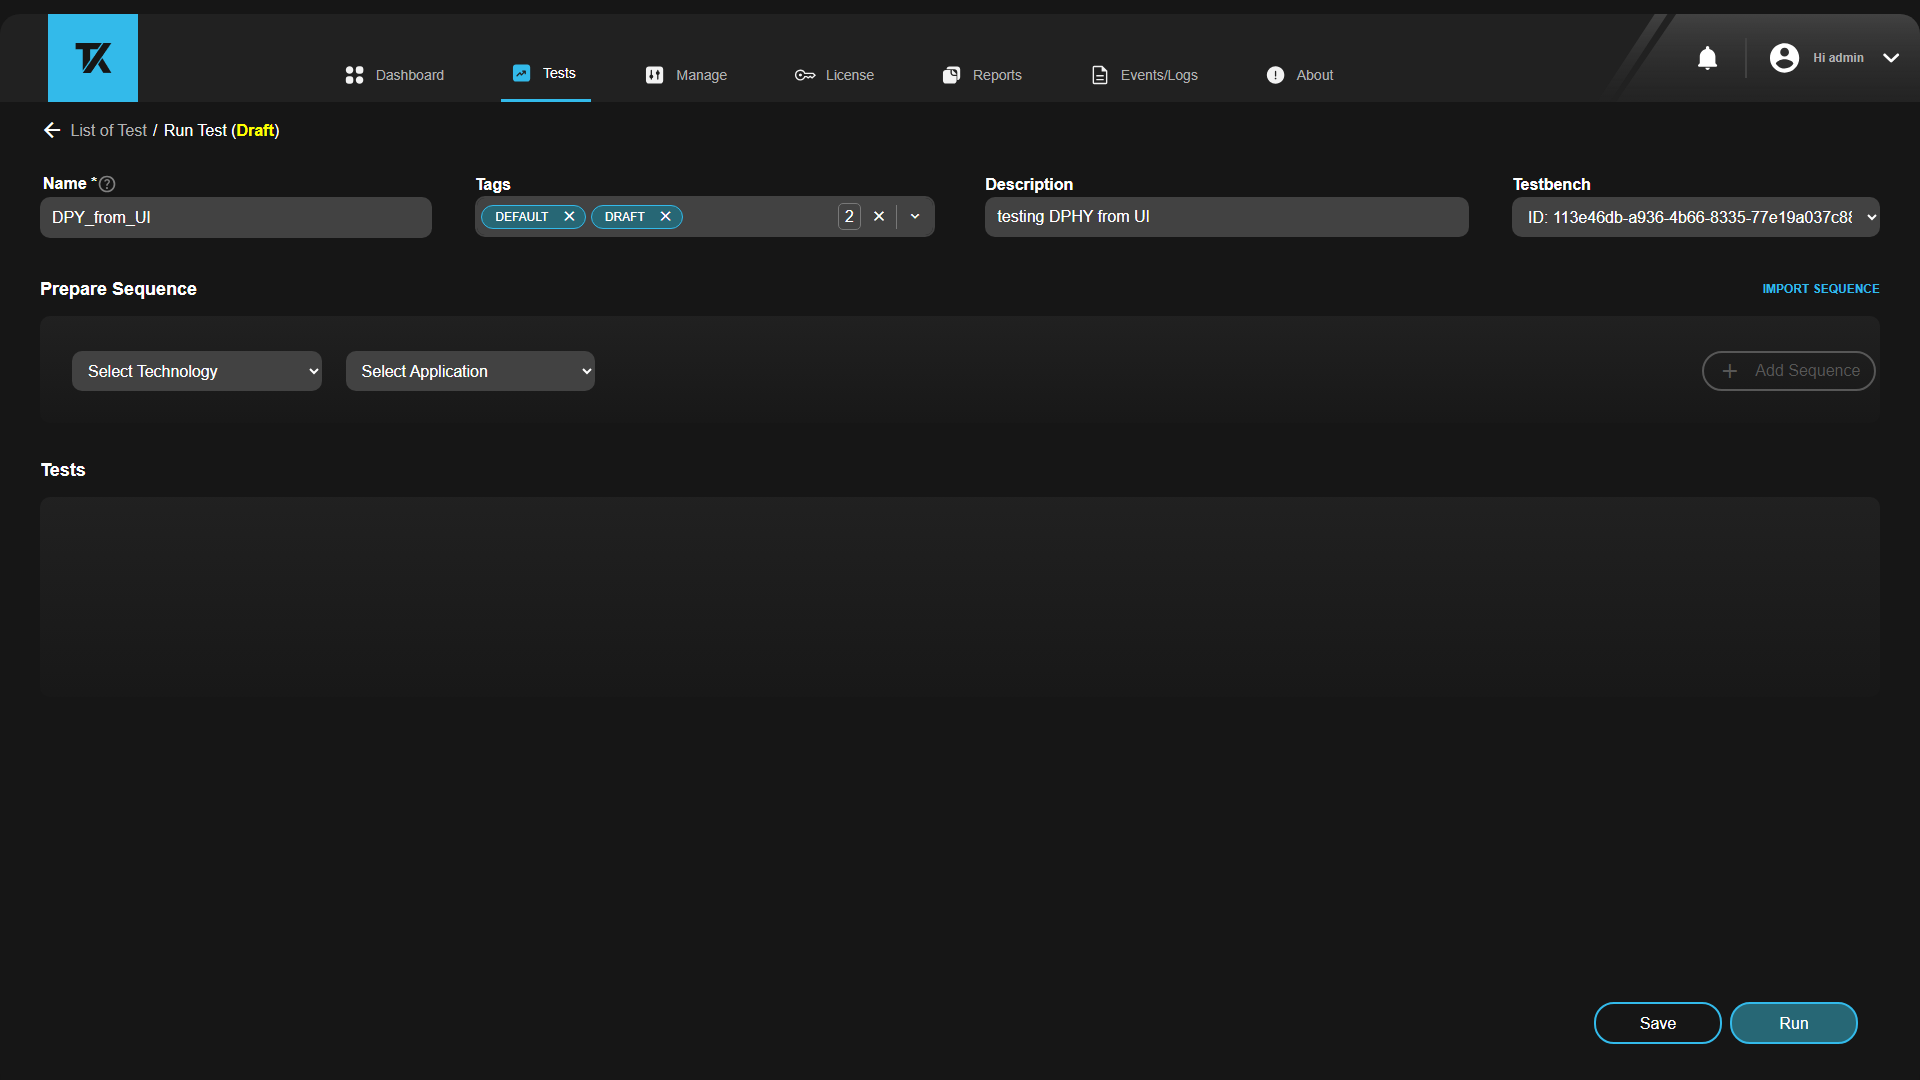 TK
Dashboard
Tests
Manage
License
Reports
Events/Logs
About
Hi admin
List of Test / Run Test (Draft)
Name *
Tags
Description
Testbench
DPY_from_UI
DEFAULT DRAFT 2
testing DPHY from UI
ID: 113e46db-a936-4b66-8335-77e19a037c88
Prepare Sequence
IMPORT SEQUENCE
Select Technology
Select Application
+ Add Sequence
Tests
Save
Run